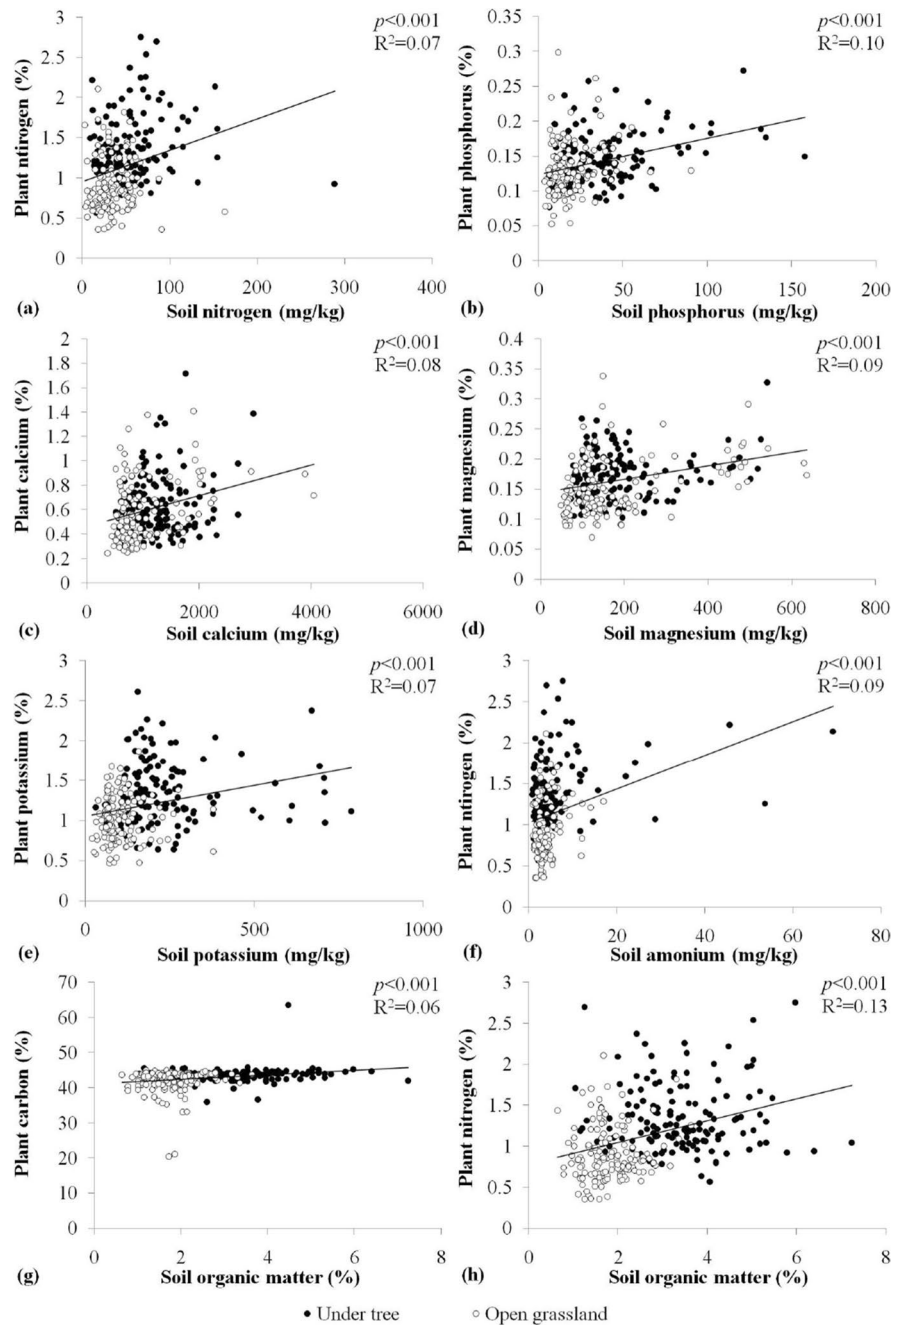 p<0.001
R²=0.07
3
2.5
2
1.5
1
0.5
0
Plant ntirogen (%)
0 100 200 300 400
(a) Soil nitrogen (mg/kg)
p<0.001
R²=0.10
0.35
0.3
0.25
0.2
0.15
0.1
0.05
0
Plant phosphorus (%)
0 50 100 150 200
(b) Soil phosphorus (mg/kg)
p<0.001
R²=0.08
2
1.8
1.6
1.4
1.2
1
0.8
0.6
0.4
0.2
0
Plant calcium (%)
0 2000 4000 6000
(c) Soil calcium (mg/kg)
p<0.001
R²=0.09
0.4
0.35
0.3
0.25
0.2
0.15
0.1
0.05
0
Plant magnesium (%)
0 200 400 600 800
(d) Soil magnesium (mg/kg)
p<0.001
R²=0.07
3
2.5
2
1.5
1
0.5
0
Plant potassium (%)
0 500 1000
(e) Soil potassium (mg/kg)
p<0.001
R²=0.09
3
2.5
2
1.5
1
0.5
0
Plant ntirogen (%)
0 20 40 60 80
(f) Soil amonium (mg/kg)
p<0.001
R²=0.06
70
60
50
40
30
20
10
0
Plant carbon (%)
0 2 4 6 8
(g) Soil organic matter (%)
p<0.001
R²=0.13
3
2.5
2
1.5
1
0.5
0
Plant nitrogen (%)
0 2 4 6 8
(h) Soil organic matter (%)
Under tree Open grassland